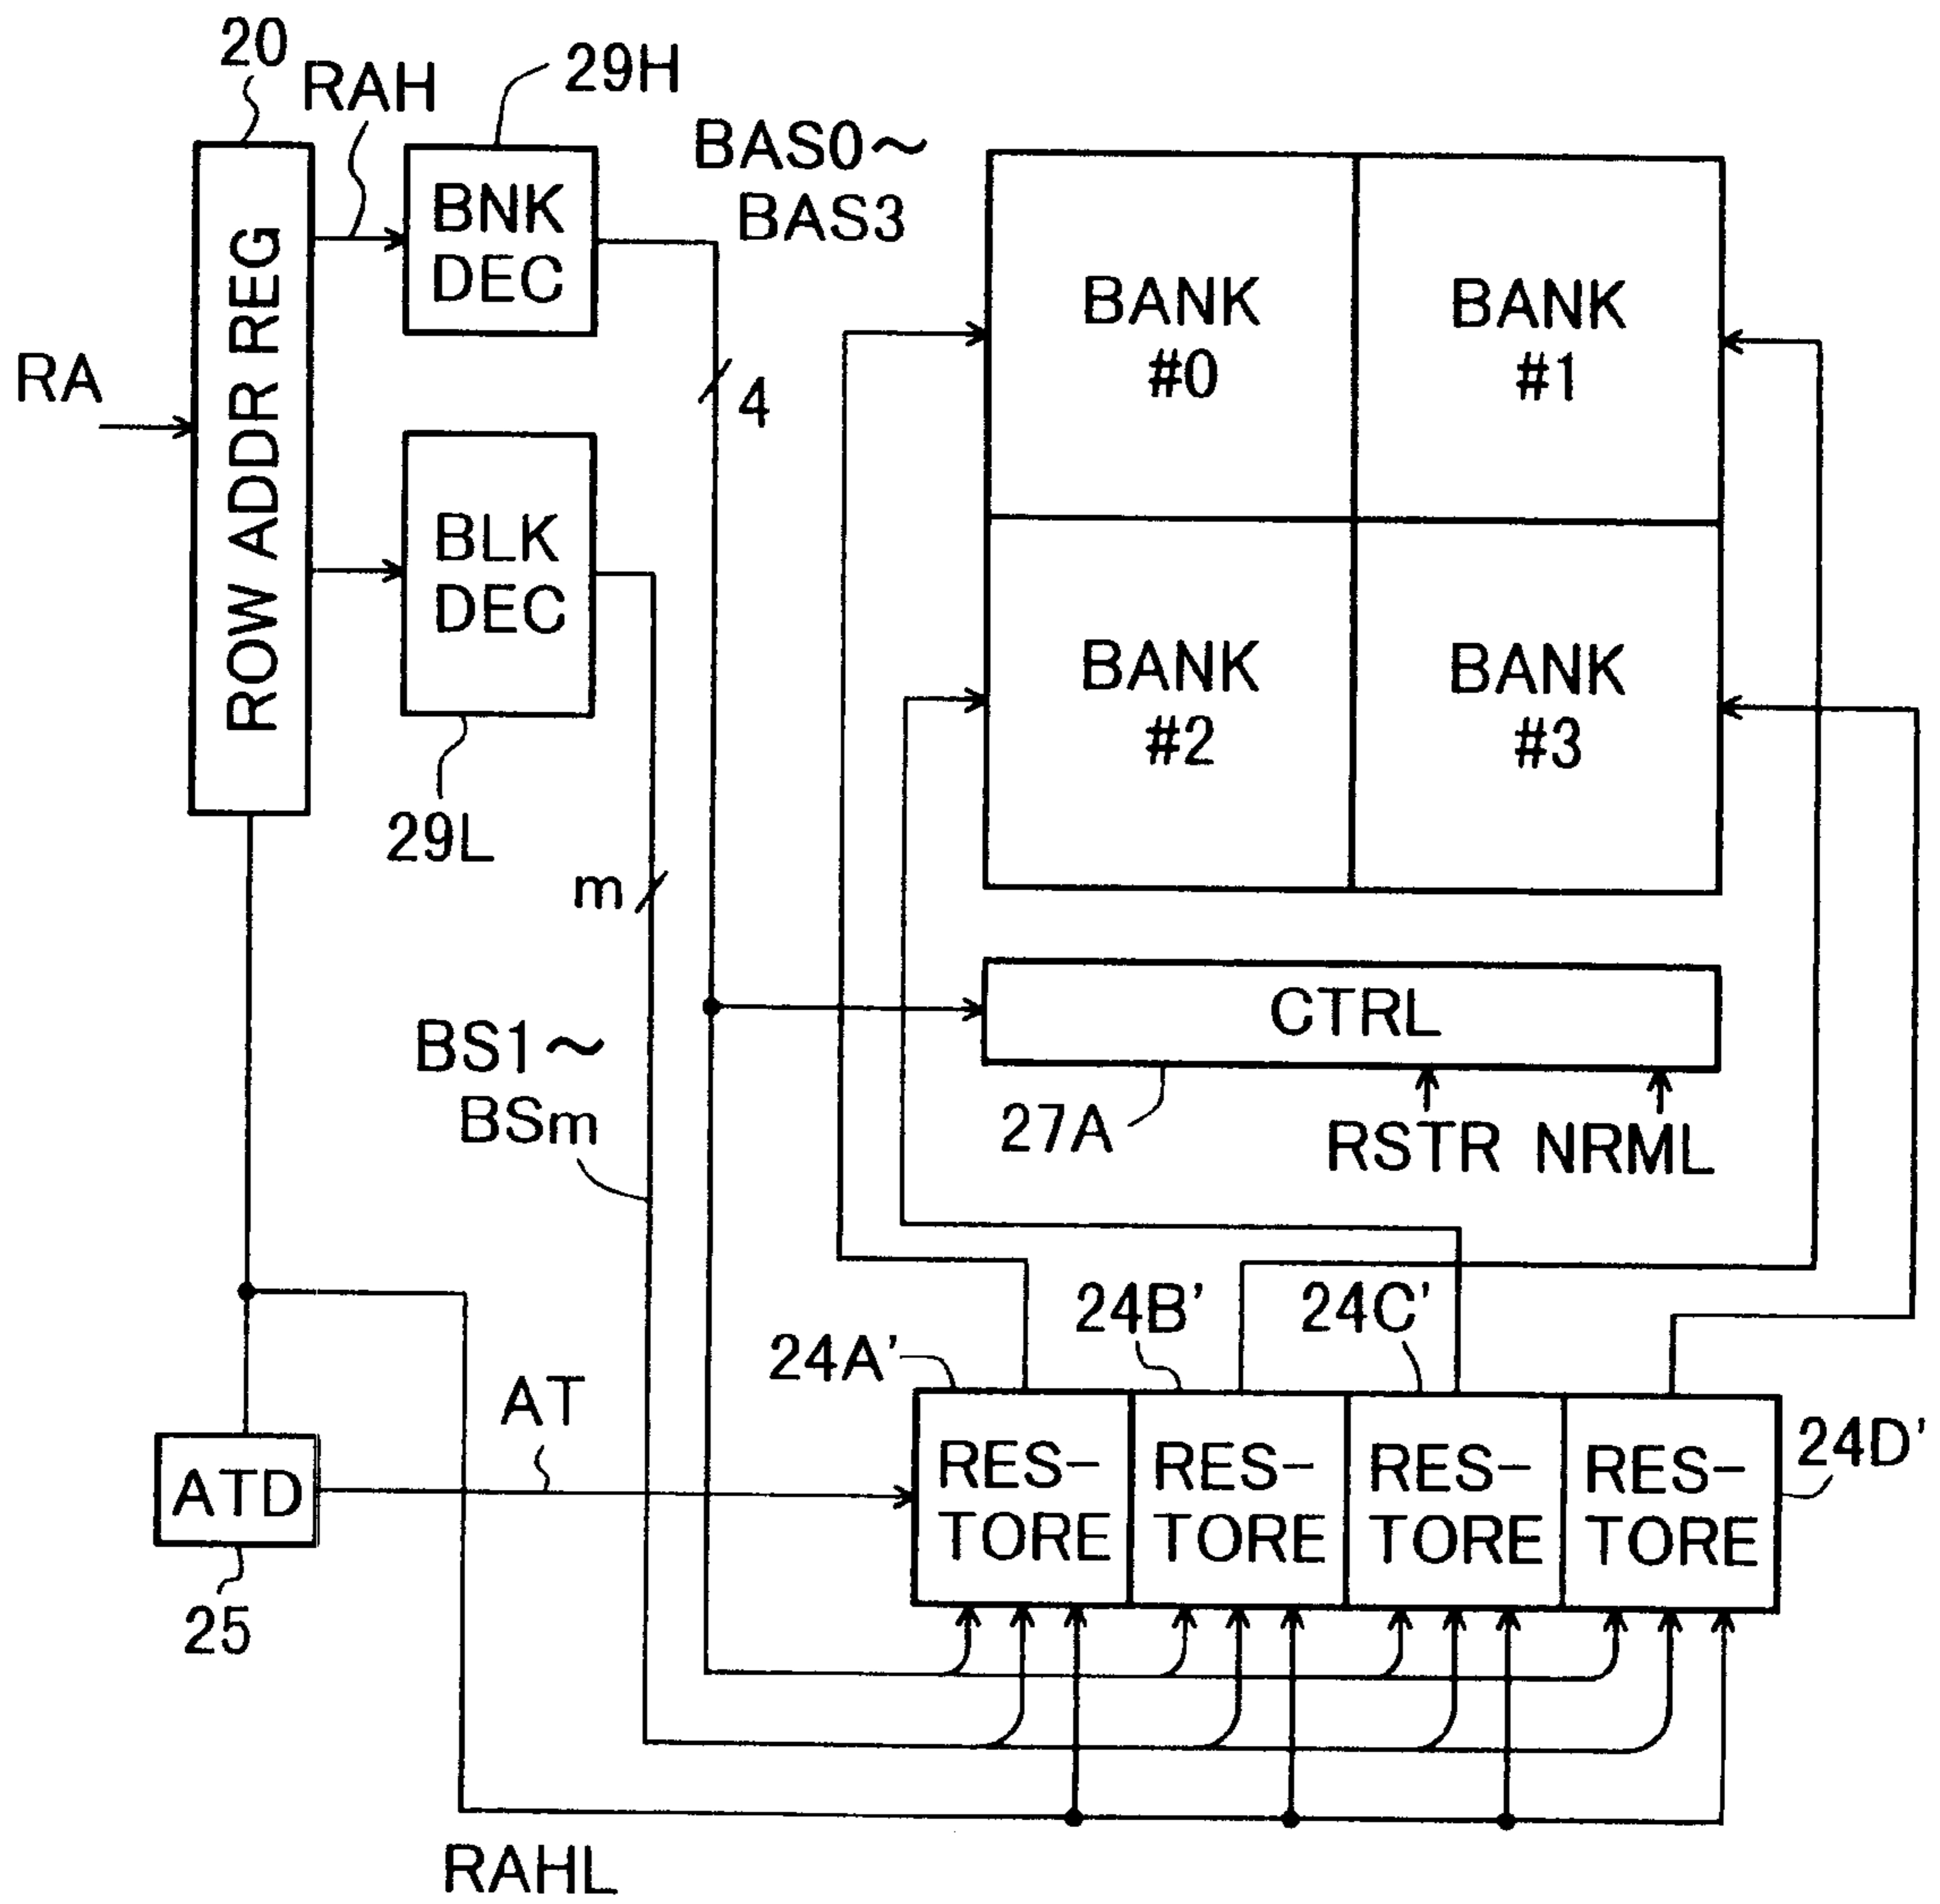 20
RAH
29H
BAS0～
BAS3
RA
ROW ADDR REG
BNK
DEC
BLK
DEC
29L
4
m
BANK
#0
BANK
#1
BANK
#2
BANK
#3
CTRL
27A
RSTR
NRML
BS1～
BSm
24A'
24B'
24C'
24D'
AT
ATD
25
RES-
TORE
RES-
TORE
RES-
TORE
RES-
TORE
RAHL